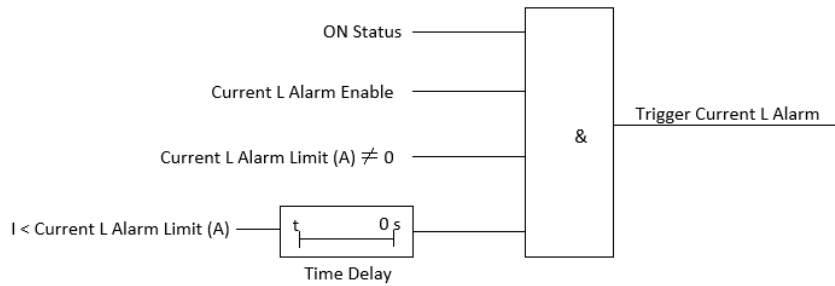 ON Status
Current L Alarm Enable
Trigger Current L Alarm
&
Current L Alarm Limit (A) ≠ 0
I < Current L Alarm Limit (A)
t 0 s
Time Delay